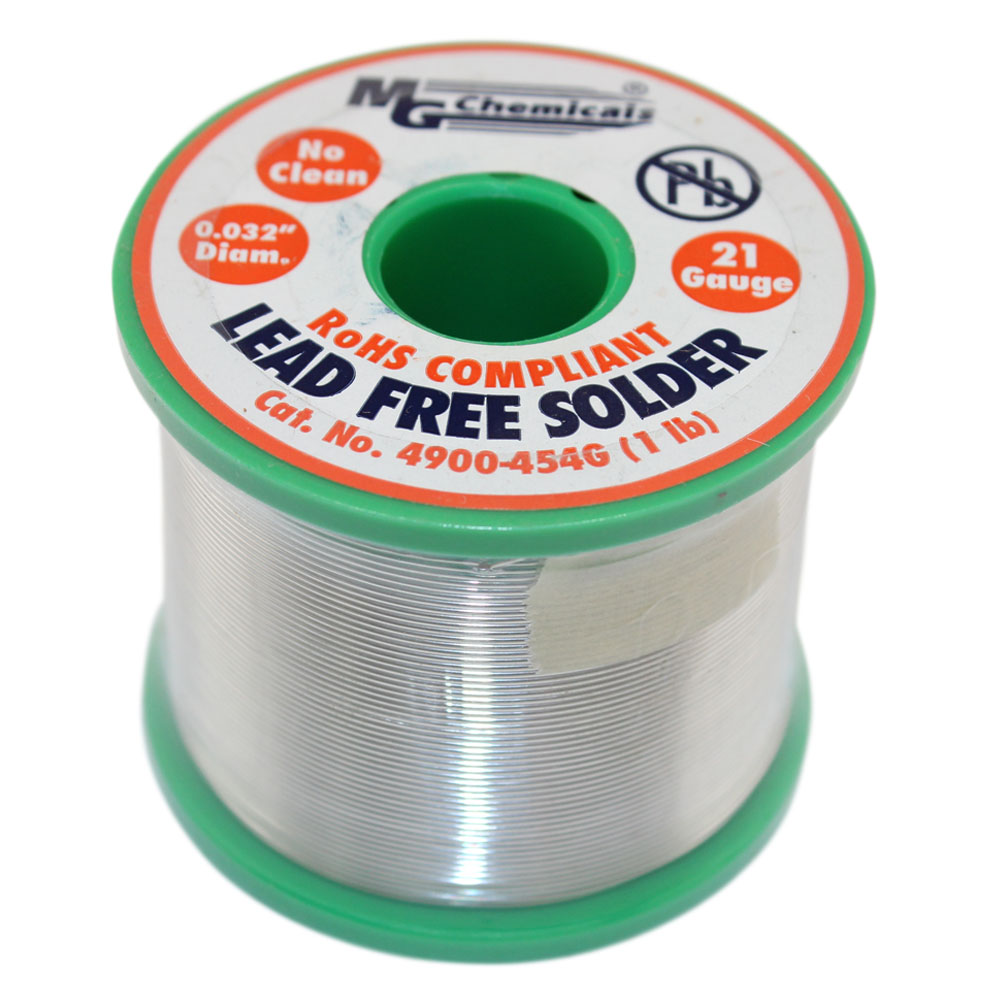 MG Chemicals®
No
Clean
Pb
0.032” Diam.
21
Gauge
RoHS COMPLIANT
LEAD FREE SOLDER
Cat. No. 4900-454G (1 lb)